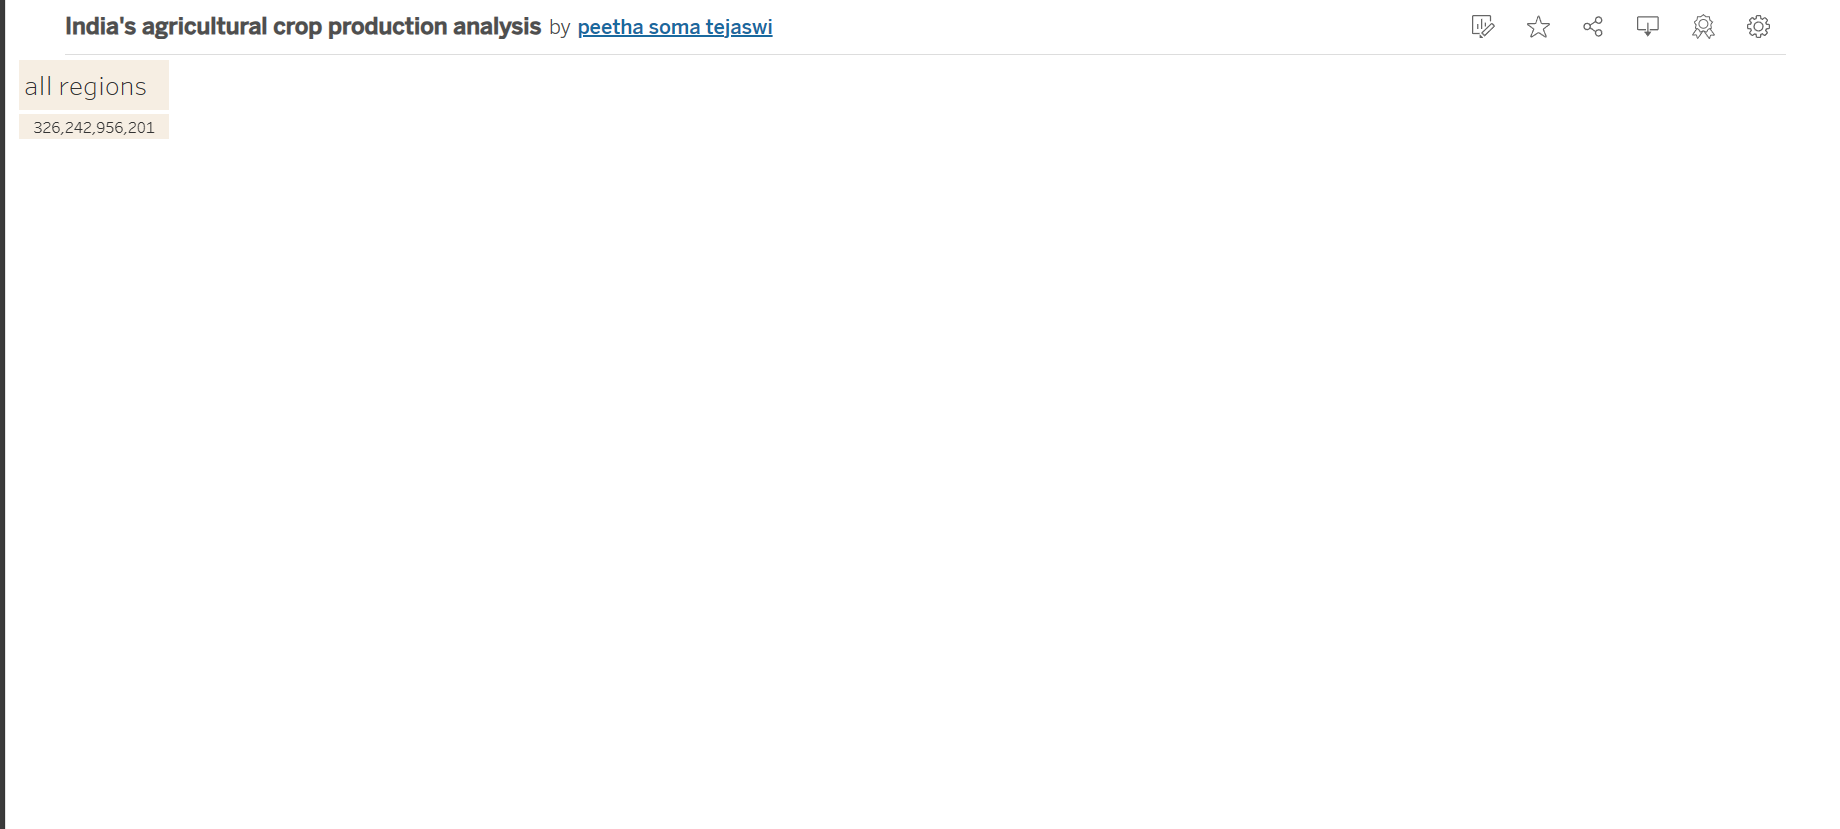 India's agricultural crop production analysis by peetha soma tejaswi
all regions
326,242,956,201